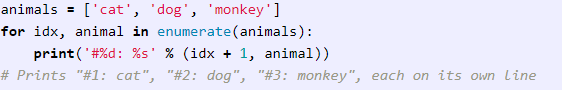 animals = ['cat', 'dog', 'monkey']
for idx, animal in enumerate(animals):
    print('#%d: %s' % (idx + 1, animal))
# Prints "#1: cat", "#2: dog", "#3: monkey", each on its own line